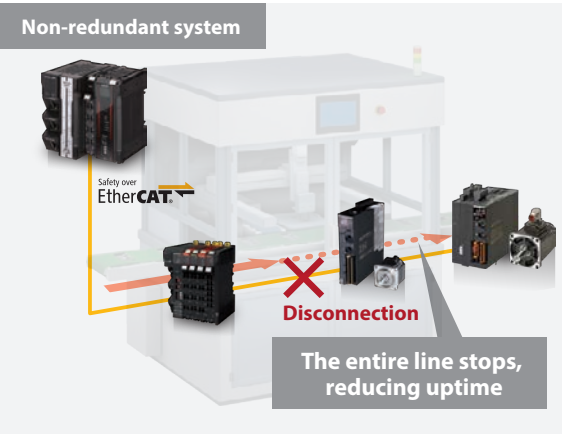 Non-redundant system
Safety over
EtherCAT®
Disconnection
The entire line stops,
reducing uptime